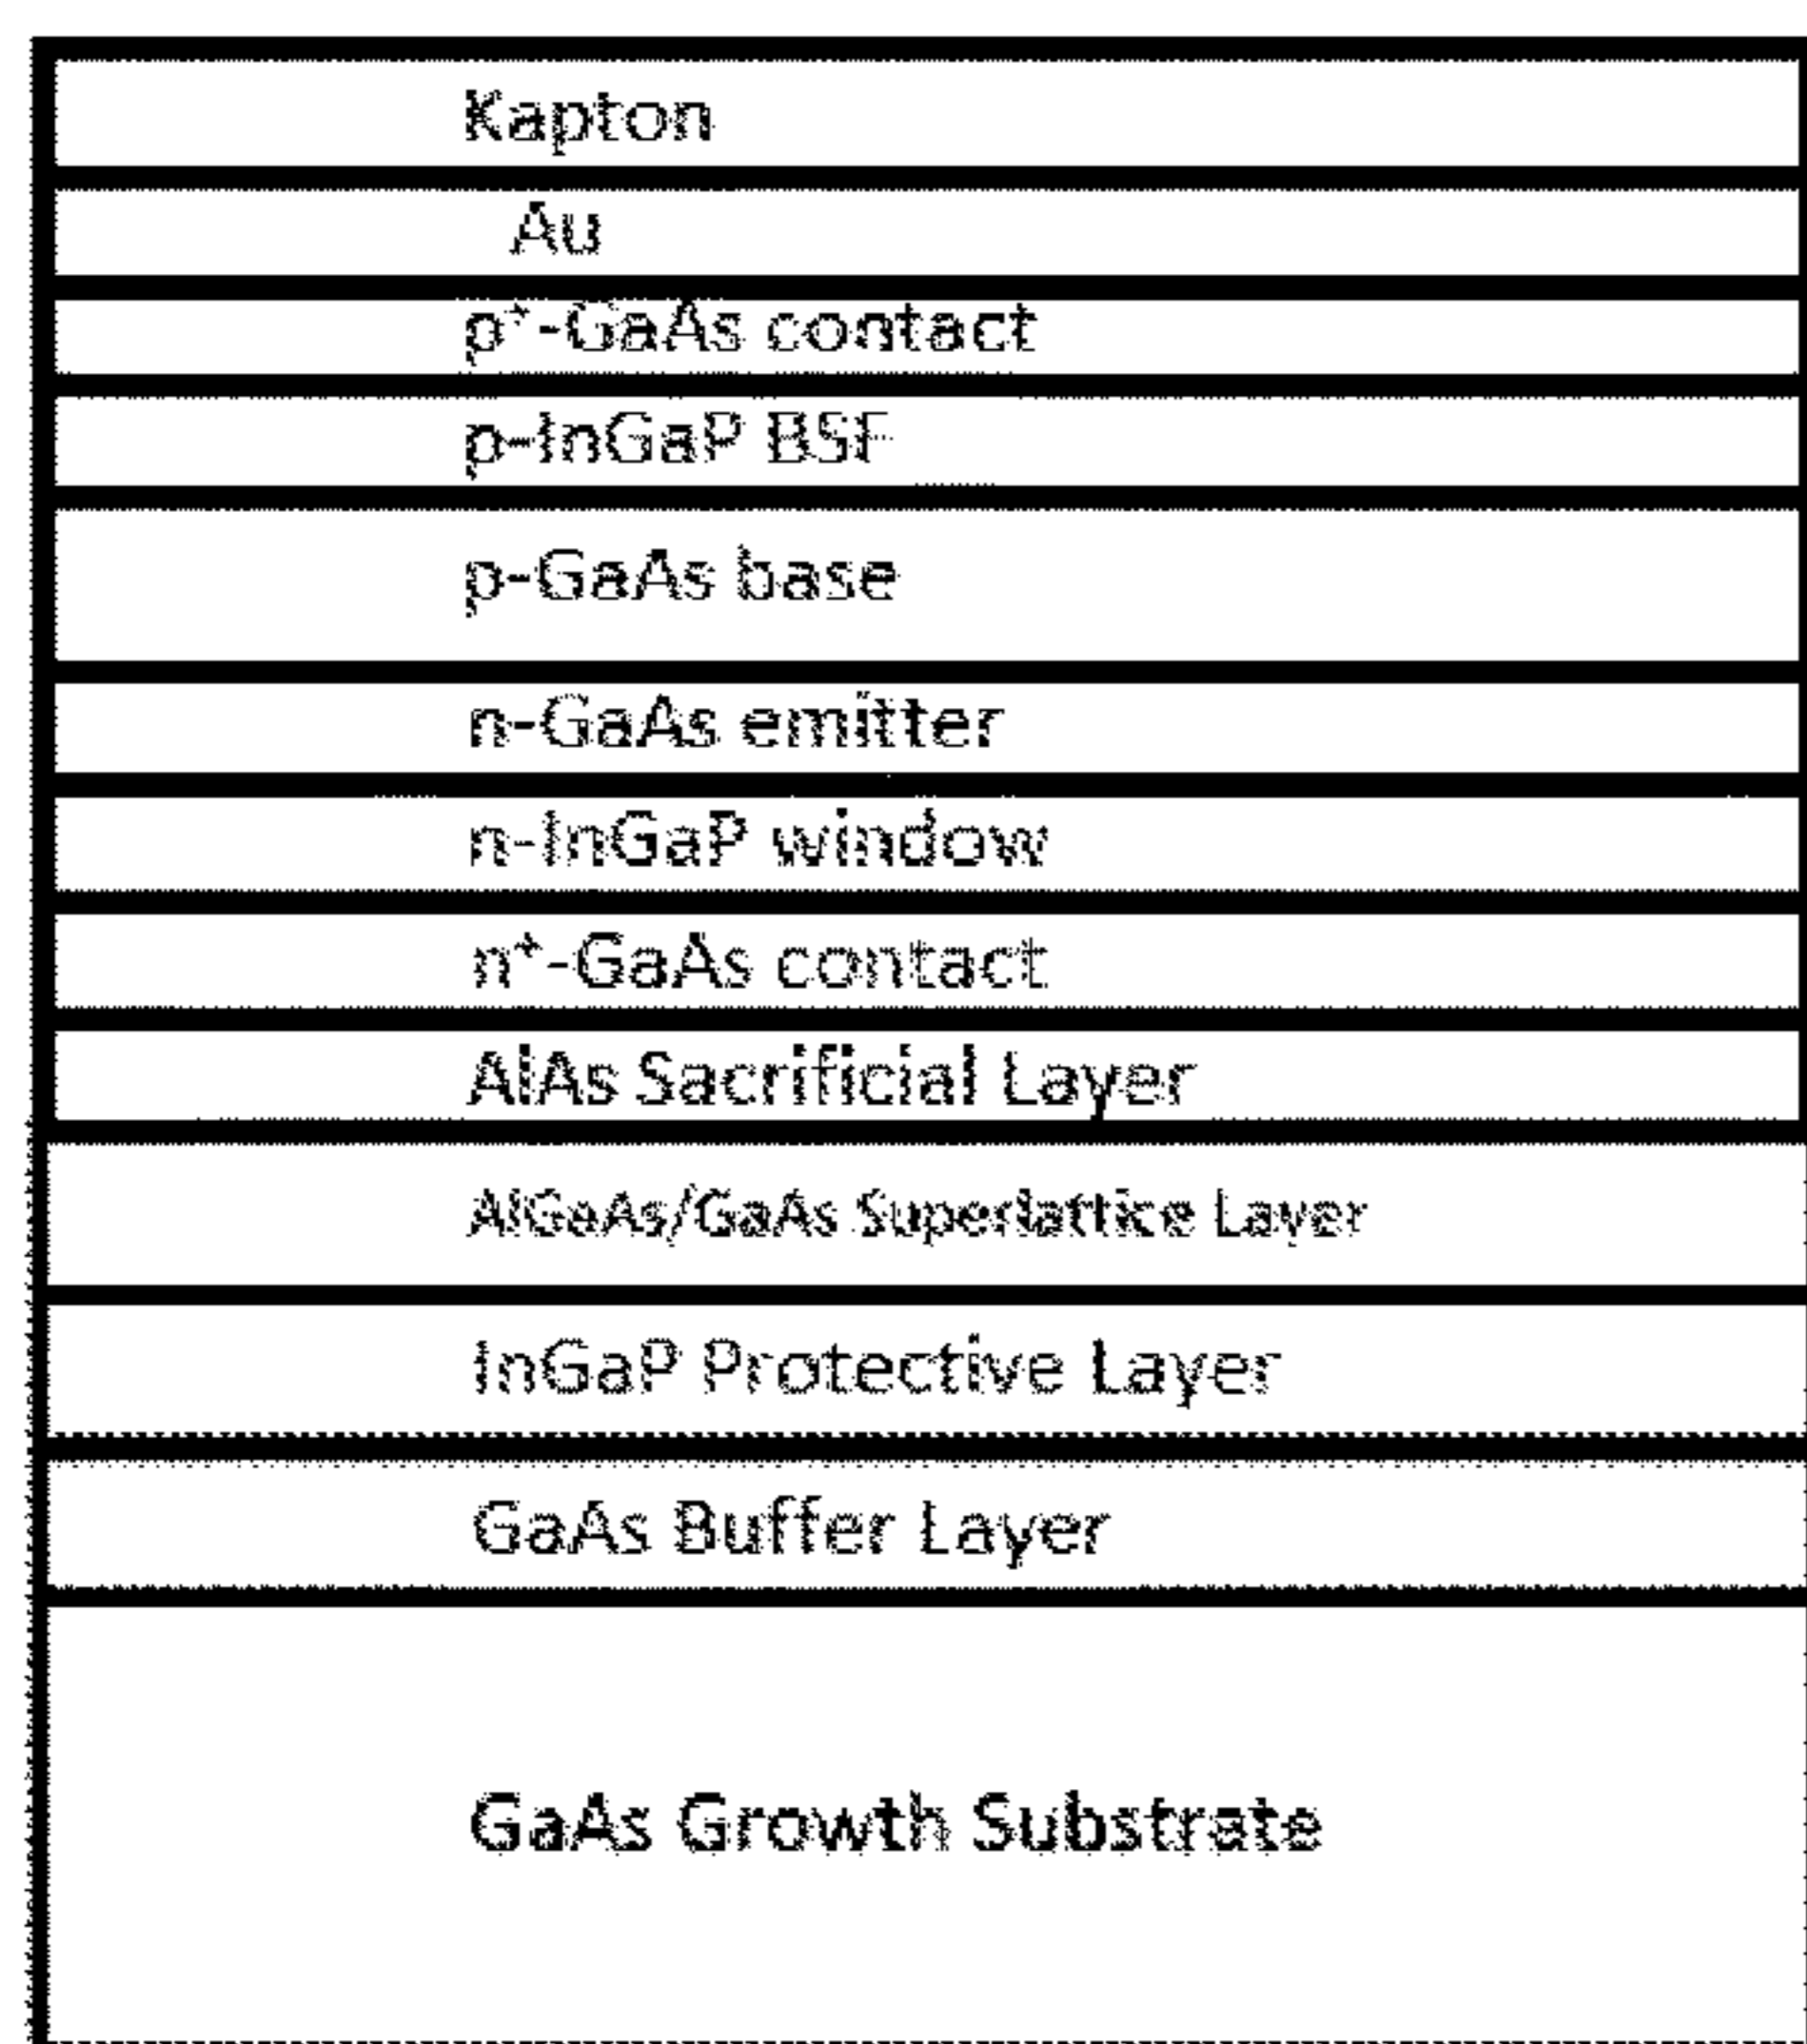 Kapton
Au
p⁺-GaAs contact
p-InGaP BSF
p-GaAs base
n-GaAs emitter
n-InGaP window
n⁺-GaAs contact
AlAs Sacrificial Layer
AlGaAs/GaAs Superlattice Layer
InGaP Protective Layer
GaAs Buffer Layer
GaAs Growth Substrate